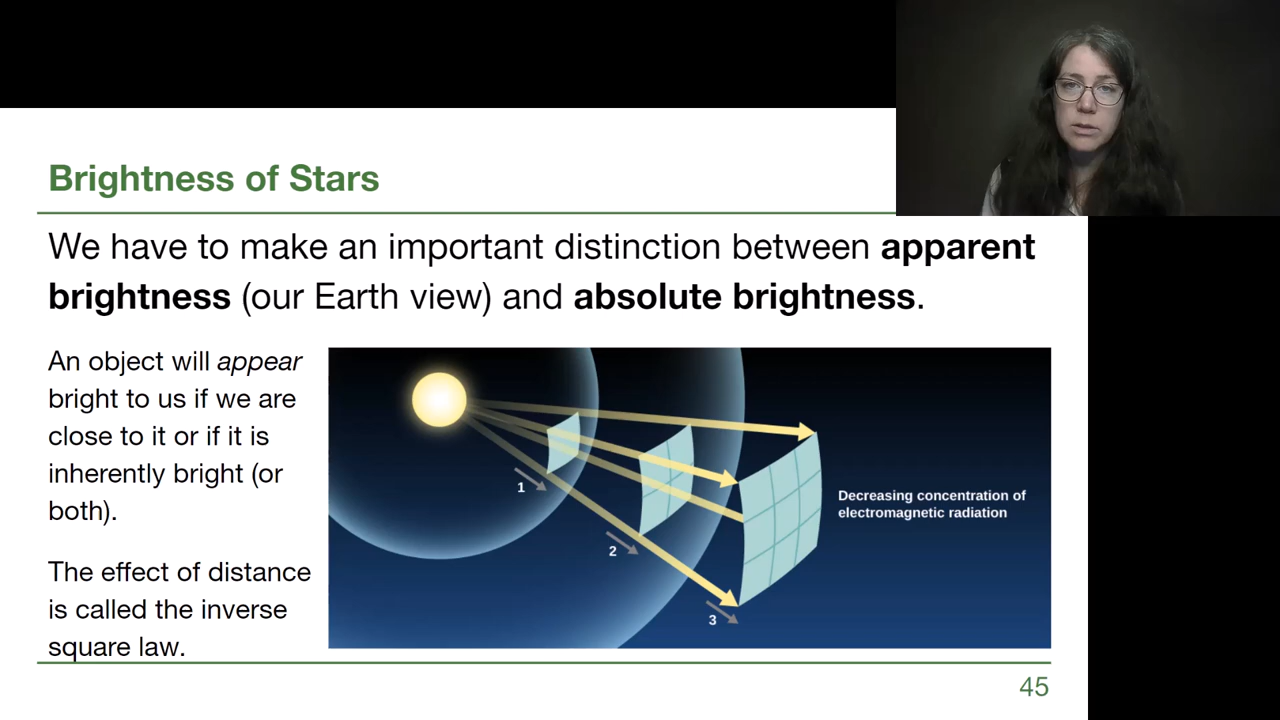 Brightness of Stars
We have to make an important distinction between apparent
brightness (our Earth view) and absolute brightness.
An object will appear
bright to us if we are
close to it or if it is
inherently bright (or
both).
The effect of distance
is called the inverse
square law.
1
2
3
Decreasing concentration of
electromagnetic radiation
45